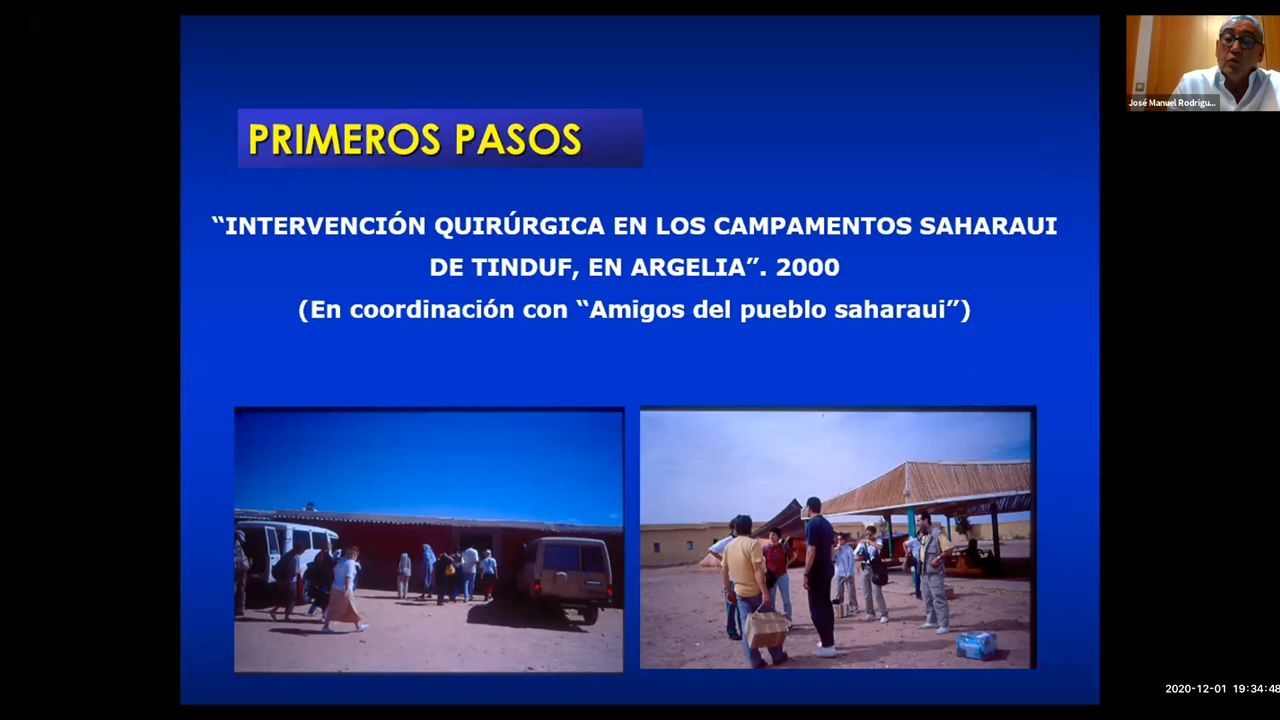 José Manuel Rodrigu...
PRIMEROS PASOS
“INTERVENCIÓN QUIRÚRGICA EN LOS CAMPAMENTOS SAHARAUI
DE TINDUF, EN ARGELIA”. 2000
(En coordinación con “Amigos del pueblo saharaui”)
2020-12-01 19:34:48